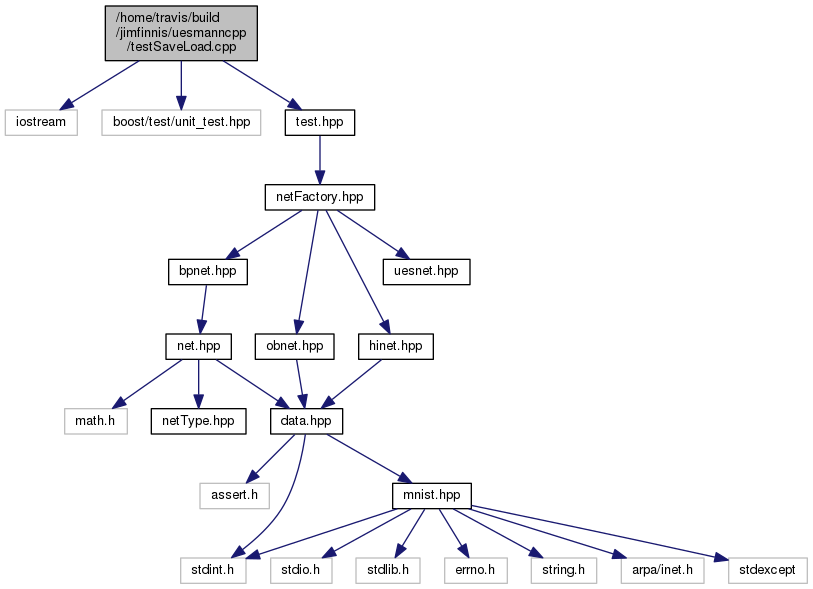 /home/travis/build
/jimfinnis/uesmanncpp
/testSaveLoad.cpp
iostream
boost/test/unit_test.hpp
test.hpp
netFactory.hpp
bpnet.hpp
uesnet.hpp
net.hpp
obnet.hpp
hinet.hpp
math.h
netType.hpp
data.hpp
assert.h
mnist.hpp
stdint.h
stdio.h
stdlib.h
errno.h
string.h
arpa/inet.h
stdexcept